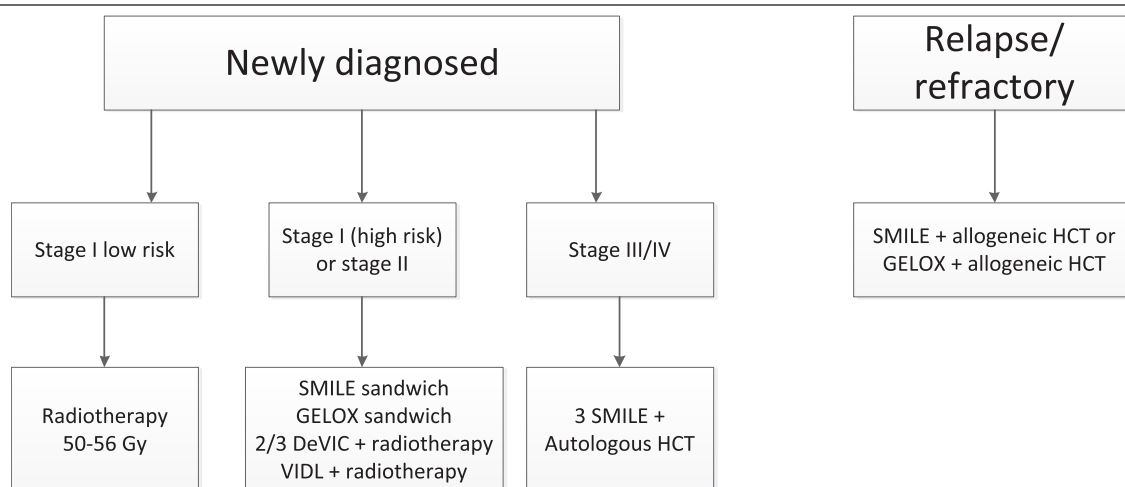 Newly diagnosed
Relapse/
refractory
Stage I low risk
Stage I (high risk)
or stage II
Stage III/IV
SMILE + allogeneic HCT or
GELOX + allogeneic HCT
Radiotherapy
50-56 Gy
SMILE sandwich
GELOX sandwich
2/3 DeVIC + radiotherapy
VIDL + radiotherapy
3 SMILE +
Autologous HCT